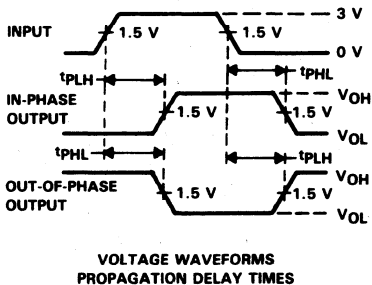 3 V
INPUT
1.5 V
1.5 V
0 V
tPLH
tPHL
IN-PHASE
OUTPUT
VOH
1.5 V
1.5 V
VOL
tPHL
tPLH
OUT-OF-PHASE
OUTPUT
VOH
1.5 V
1.5 V
VOL
VOLTAGE WAVEFORMS
PROPAGATION DELAY TIMES